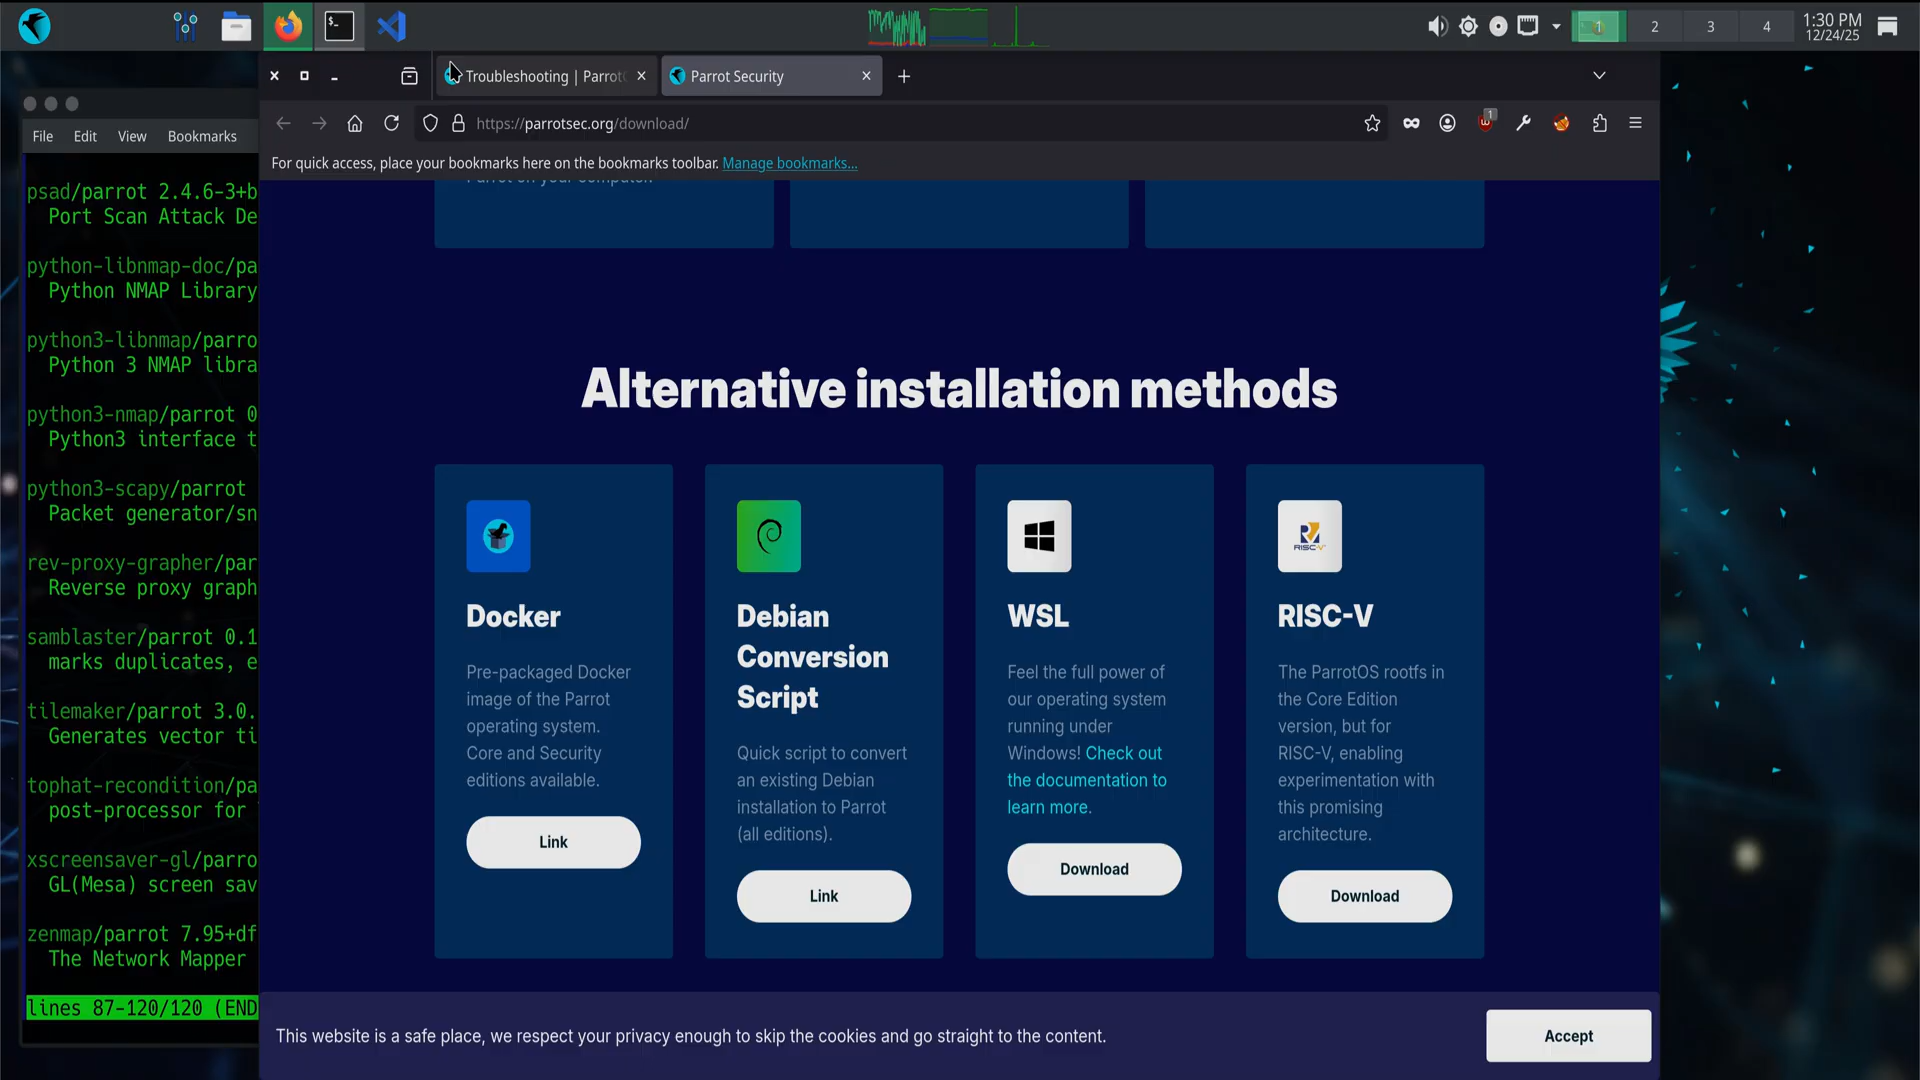 1
2
3
4
1:30 PM
12/24/25
Troubleshooting | Parrot
Parrot Security
https://parrotsec.org/download/
1
For quick access, place your bookmarks here on the bookmarks toolbar. Manage bookmarks...
File Edit View Bookmarks
psad/parrot 2.4.6-3+b
Port Scan Attack De
python-libnmap-doc/pa
Python NMAP Library
python3-libnmap/parro
Python 3 NMAP libra
python3-nmap/parrot 0
Python3 interface t
python3-scapy/parrot
Packet generator/sn
rev-proxy-grapher/par
Reverse proxy graph
samblaster/parrot 0.1
marks duplicates, e
tilemaker/parrot 3.0.
Generates vector ti
tophat-recondition/pa
post-processor for
xscreensaver-gl/parro
GL(Mesa) screen sav
zenmap/parrot 7.95+df
The Network Mapper
lines 87-120/120 (END
Parrot on your computer.
Alternative installation methods
Docker
Pre-packaged Docker
image of the Parrot
operating system.
Core and Security
editions available.
Link
Debian
Conversion
Script
Quick script to convert
an existing Debian
installation to Parrot
(all editions).
Link
WSL
Feel the full power of
our operating system
running under
Windows! Check out
the documentation to
learn more.
Download
RISC-V
RISC-V
The ParrotOS rootfs in
the Core Edition
version, but for
RISC-V, enabling
experimentation with
this promising
architecture.
Download
This website is a safe place, we respect your privacy enough to skip the cookies and go straight to the content.
Accept